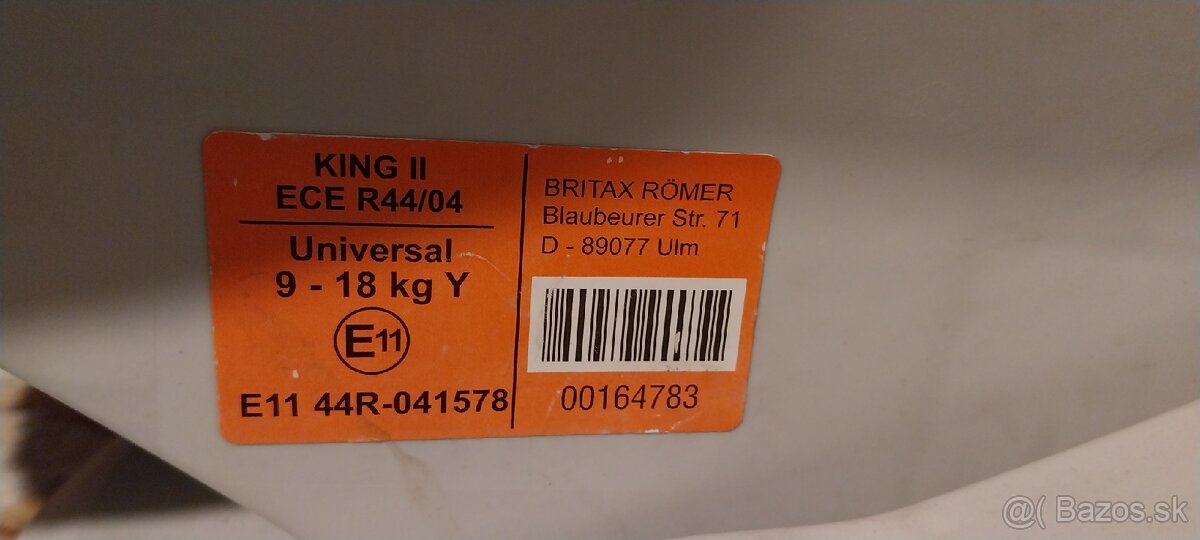 KING II
ECE R44/04
Universal
9 - 18 kg Y
E11
E11 44R-041578
BRITAX RÖMER
Blaubeurer Str. 71
D - 89077 Ulm
00164783
@( Bazos.sk